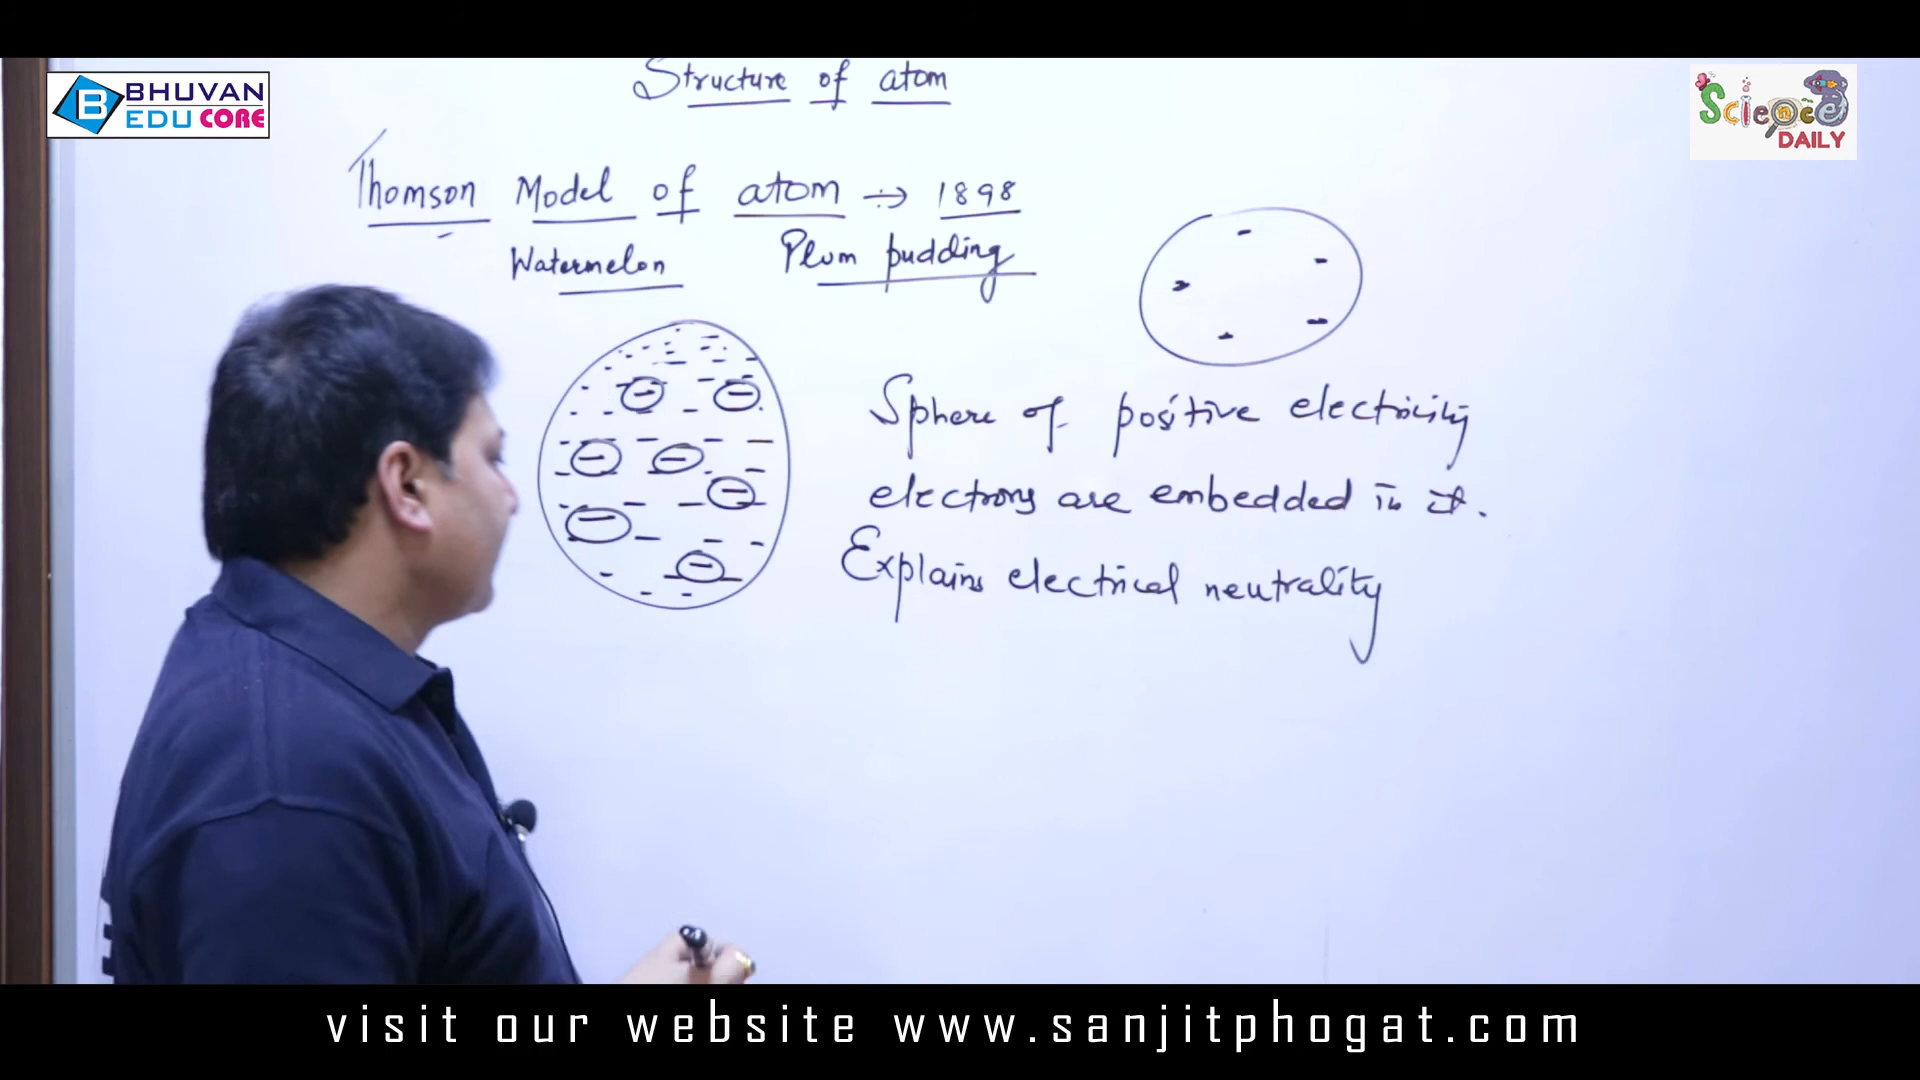 BHUVAN
EDU CORE
Science
DAILY
Structure of atom
Thomson Model of atom ÷> 1898
Watermelon Plum pudding
Sphere of positive electricity
electrons are embedded in it.
Explains electrical neutrality
visit our website www.sanjitphogat.com